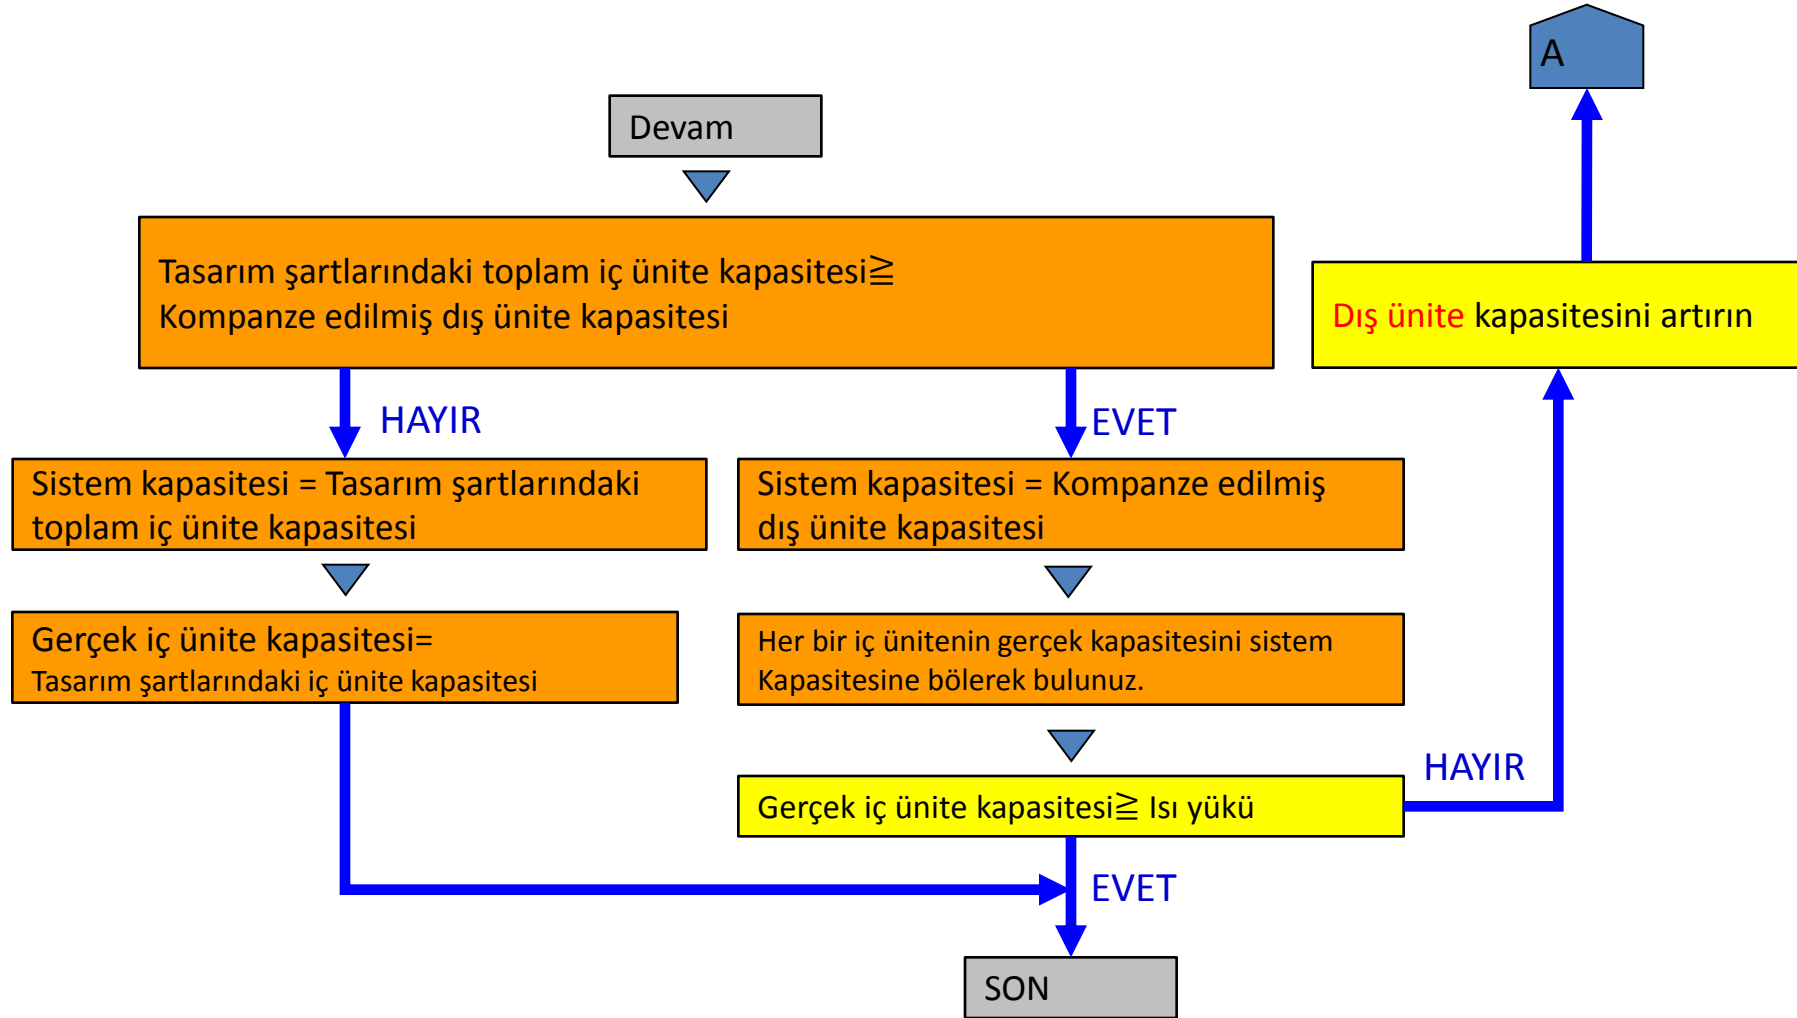 A
Devam
Tasarım şartlarındaki toplam iç ünite kapasitesi≧
Kompanze edilmiş dış ünite kapasitesi
Dış ünite kapasitesini artırın
HAYIR
EVET
Sistem kapasitesi = Tasarım şartlarındaki
toplam iç ünite kapasitesi
Sistem kapasitesi = Kompanze edilmiş
dış ünite kapasitesi
Gerçek iç ünite kapasitesi=
Tasarım şartlarındaki iç ünite kapasitesi
Her bir iç ünitenin gerçek kapasitesini sistem
Kapasitesine bölerek bulunuz.
HAYIR
Gerçek iç ünite kapasitesi≧ Isı yükü
EVET
SON